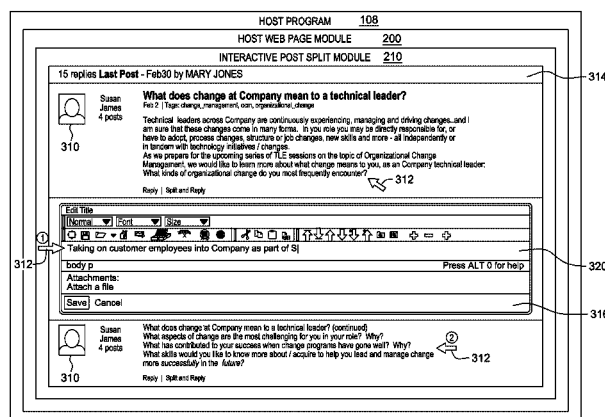 HOST PROGRAM 108
HOST WEB PAGE MODULE 200
INTERACTIVE POST SPLIT MODULE 210
15 replies Last Post - Feb30 by MARY JONES
314
Susan
James
4 posts
310
What does change at Company mean to a technical leader?
Feb 2 | Tags: change_management, ocm, organizational_change
Technical leaders across Company are continuously experiencing, managing and driving changes...and I
am sure that these changes come in many forms. In you role you may be directly responsible for, or
have to adopt, process changes, structure or job changes, new skills and more - all independently or
in tandem with technology initiatives / changes.
As we prepare for the upcoming series of TLE sessions on the topic of Organizational Change
Management, we would like to learn more about what change means to you, as an Company technical leader:
What kinds of organizational change do you most frequently encounter?
312
Reply | Split and Reply
Edit Title
Normal Font Size
1
312
Taking on customer employees into Company as part of S
320
body p Press ALT 0 for help
Attachments:
Attach a file
Save Cancel
316
Susan
James
4 posts
310
What does change at Company mean to a technical leader? (continued)
What aspects of change are the most challenging for you in your role? Why?
What has contributed to your success when change programs have gone well? Why?
What skills would you like to know more about / acquire to help you lead and manage change
more successfully in the future?
2
312
Reply | Split and Reply